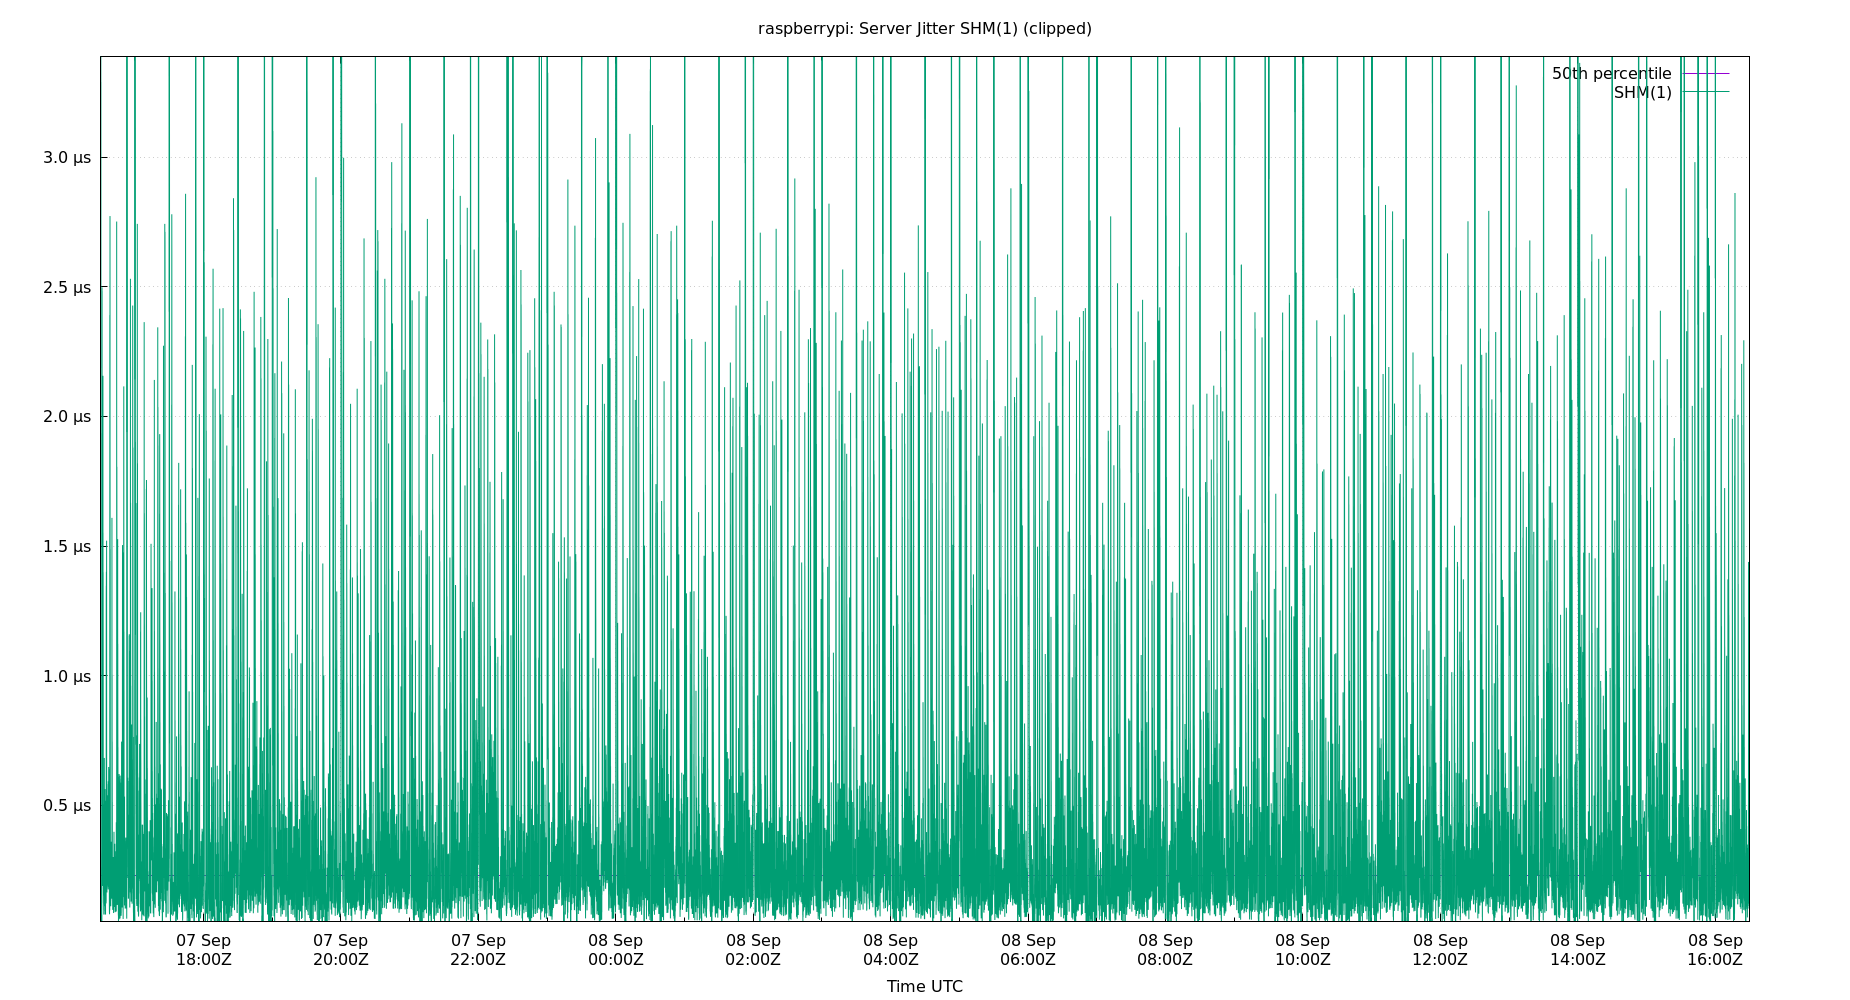 raspberrypi: Server Jitter SHM(1) (clipped)
50th percentile
SHM(1)
3.0 µs
2.5 µs
2.0 µs
1.5 µs
1.0 µs
0.5 µs
07 Sep 07 Sep 07 Sep 08 Sep 08 Sep 08 Sep 08 Sep 08 Sep 08 Sep 08 Sep 08 Sep 08 Sep
18:00Z 20:00Z 22:00Z 00:00Z 02:00Z 04:00Z 06:00Z 08:00Z 10:00Z 12:00Z 14:00Z 16:00Z
Time UTC